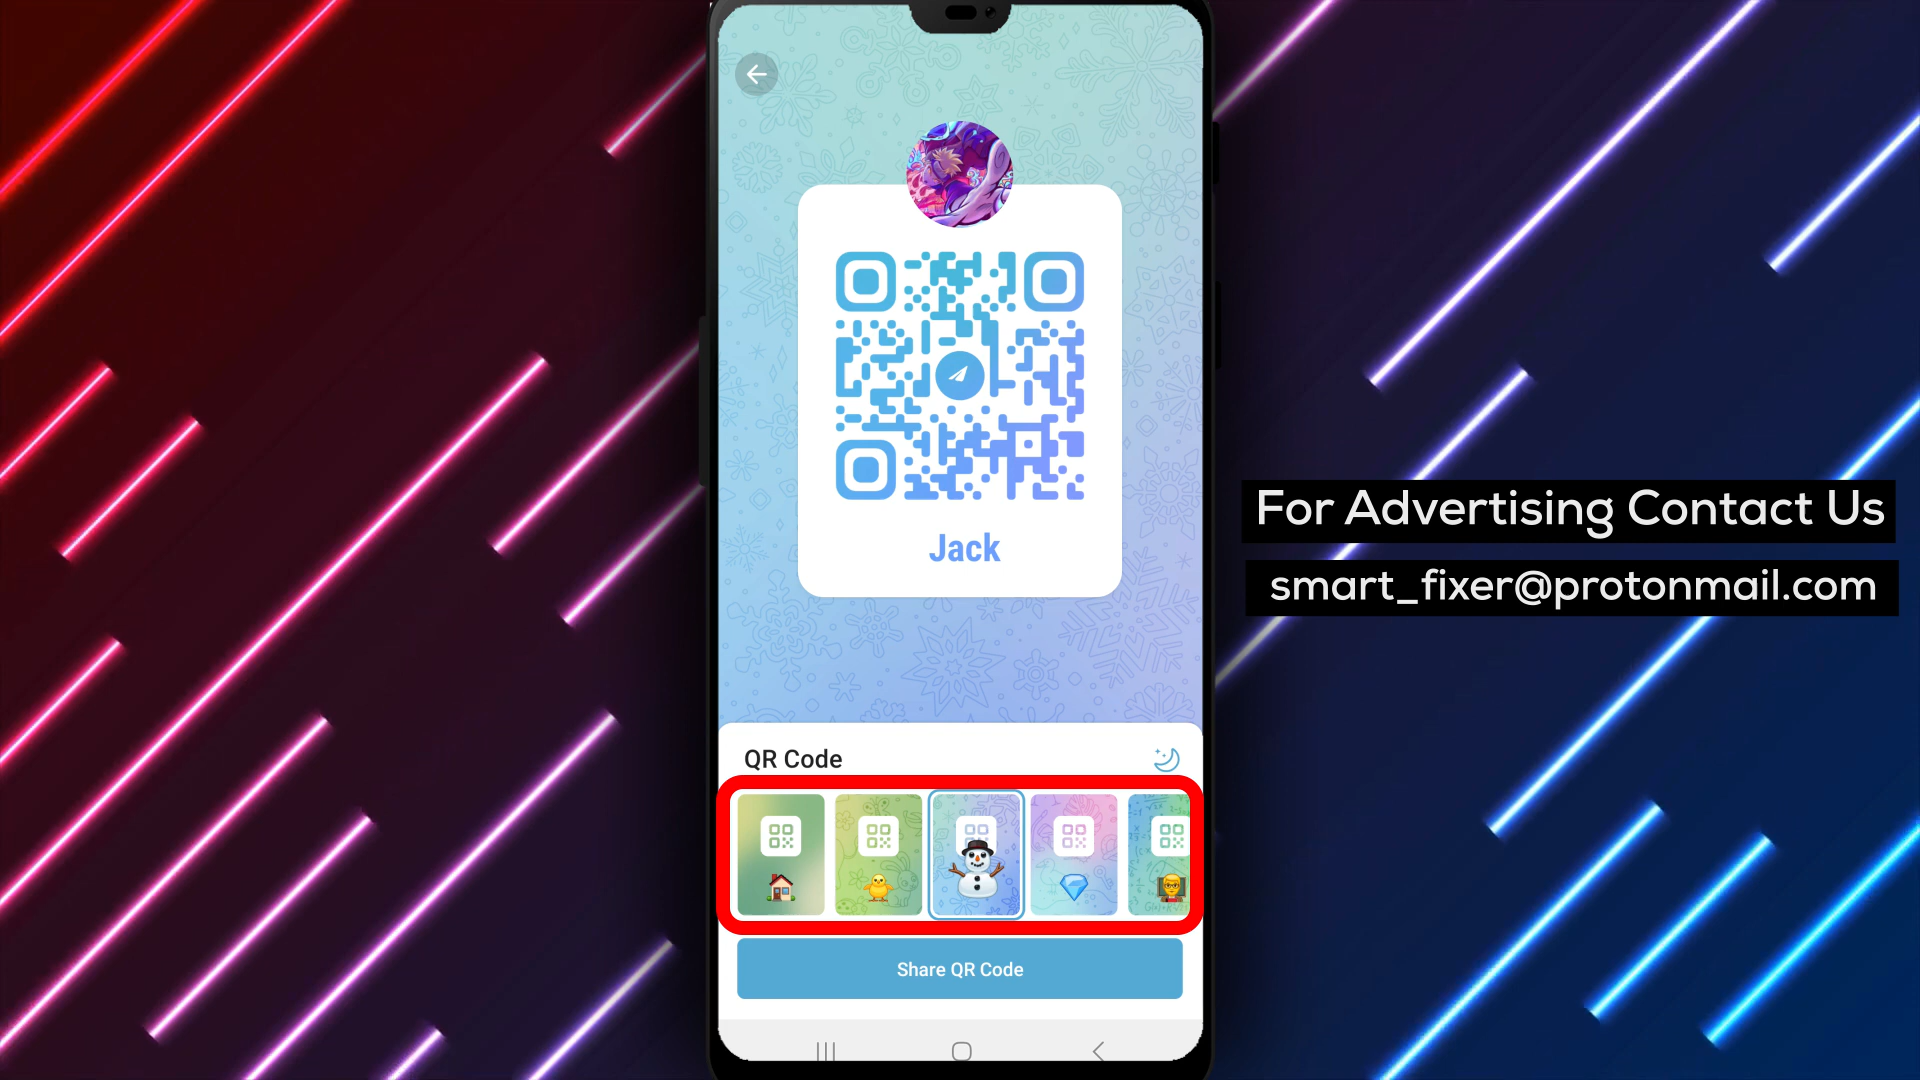 Jack
For Advertising Contact Us
smart_fixer@protonmail.com
QR Code
Share QR Code